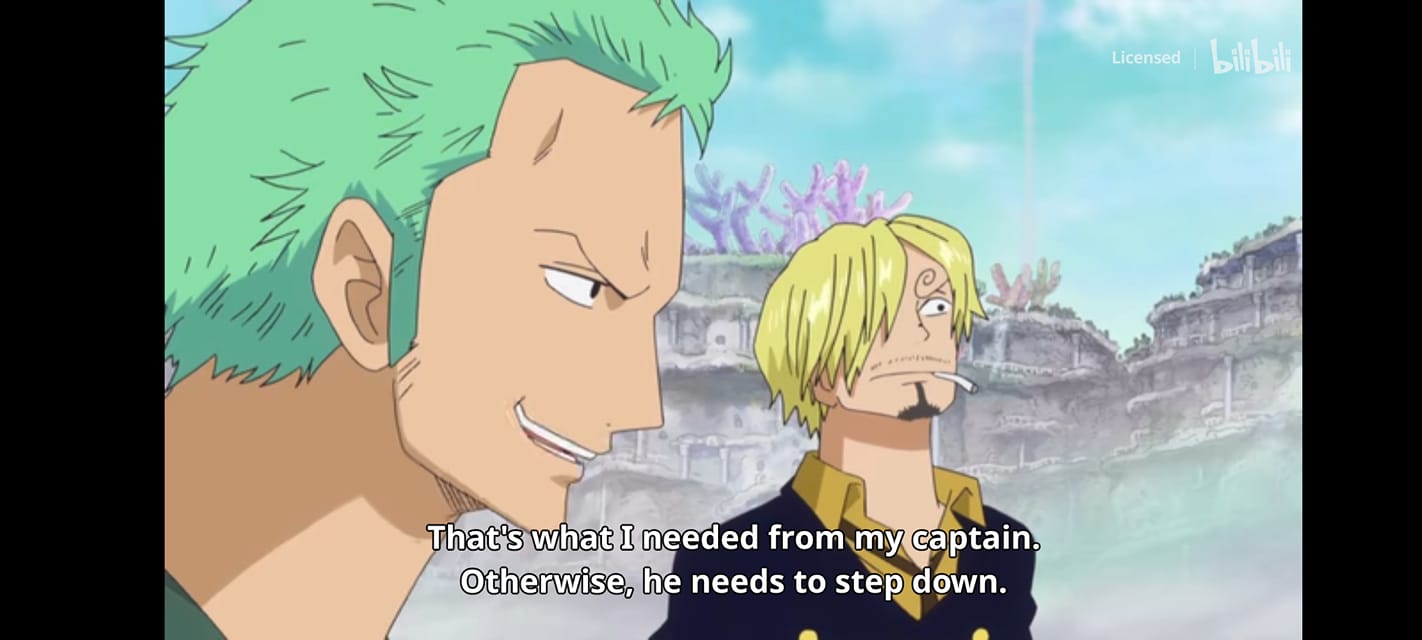 Licensed | bilibili
That's what I needed from my captain.
Otherwise, he needs to step down.